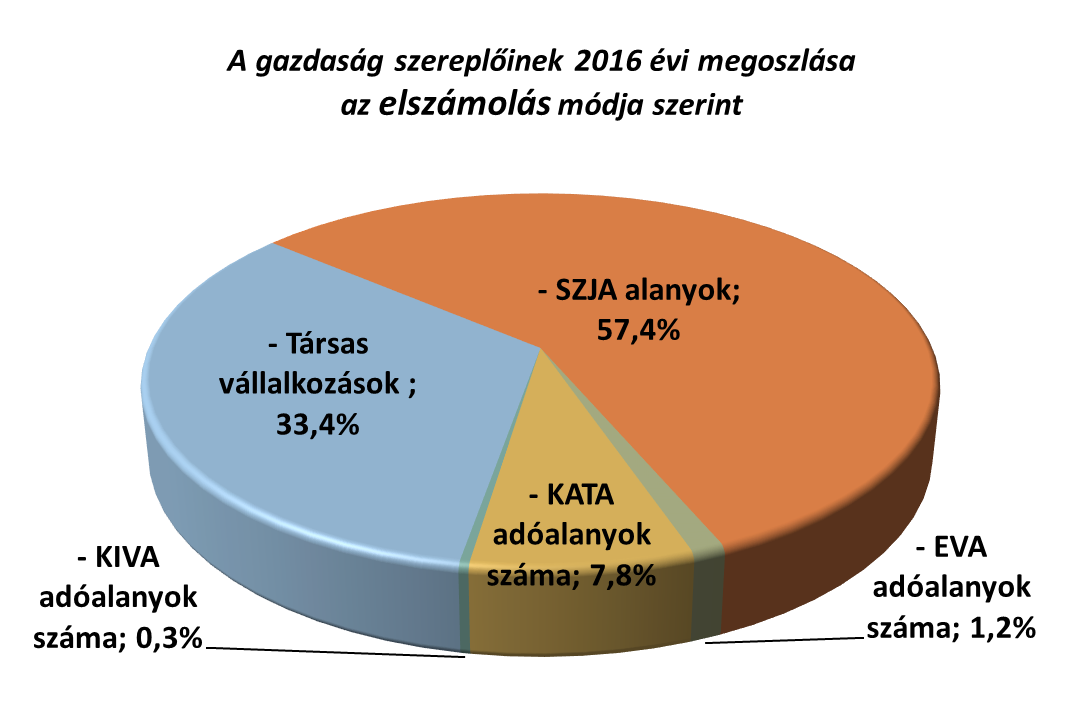 A gazdaság szereplőinek 2016 évi megoszlása
az elszámolás módja szerint
- SZJA alanyok;
57,4%
- Társas
vállalkozások ;
33,4%
- KATA
adóalanyok
száma; 7,8%
- KIVA
adóalanyok
száma; 0,3%
- EVA
adóalanyok
száma; 1,2%